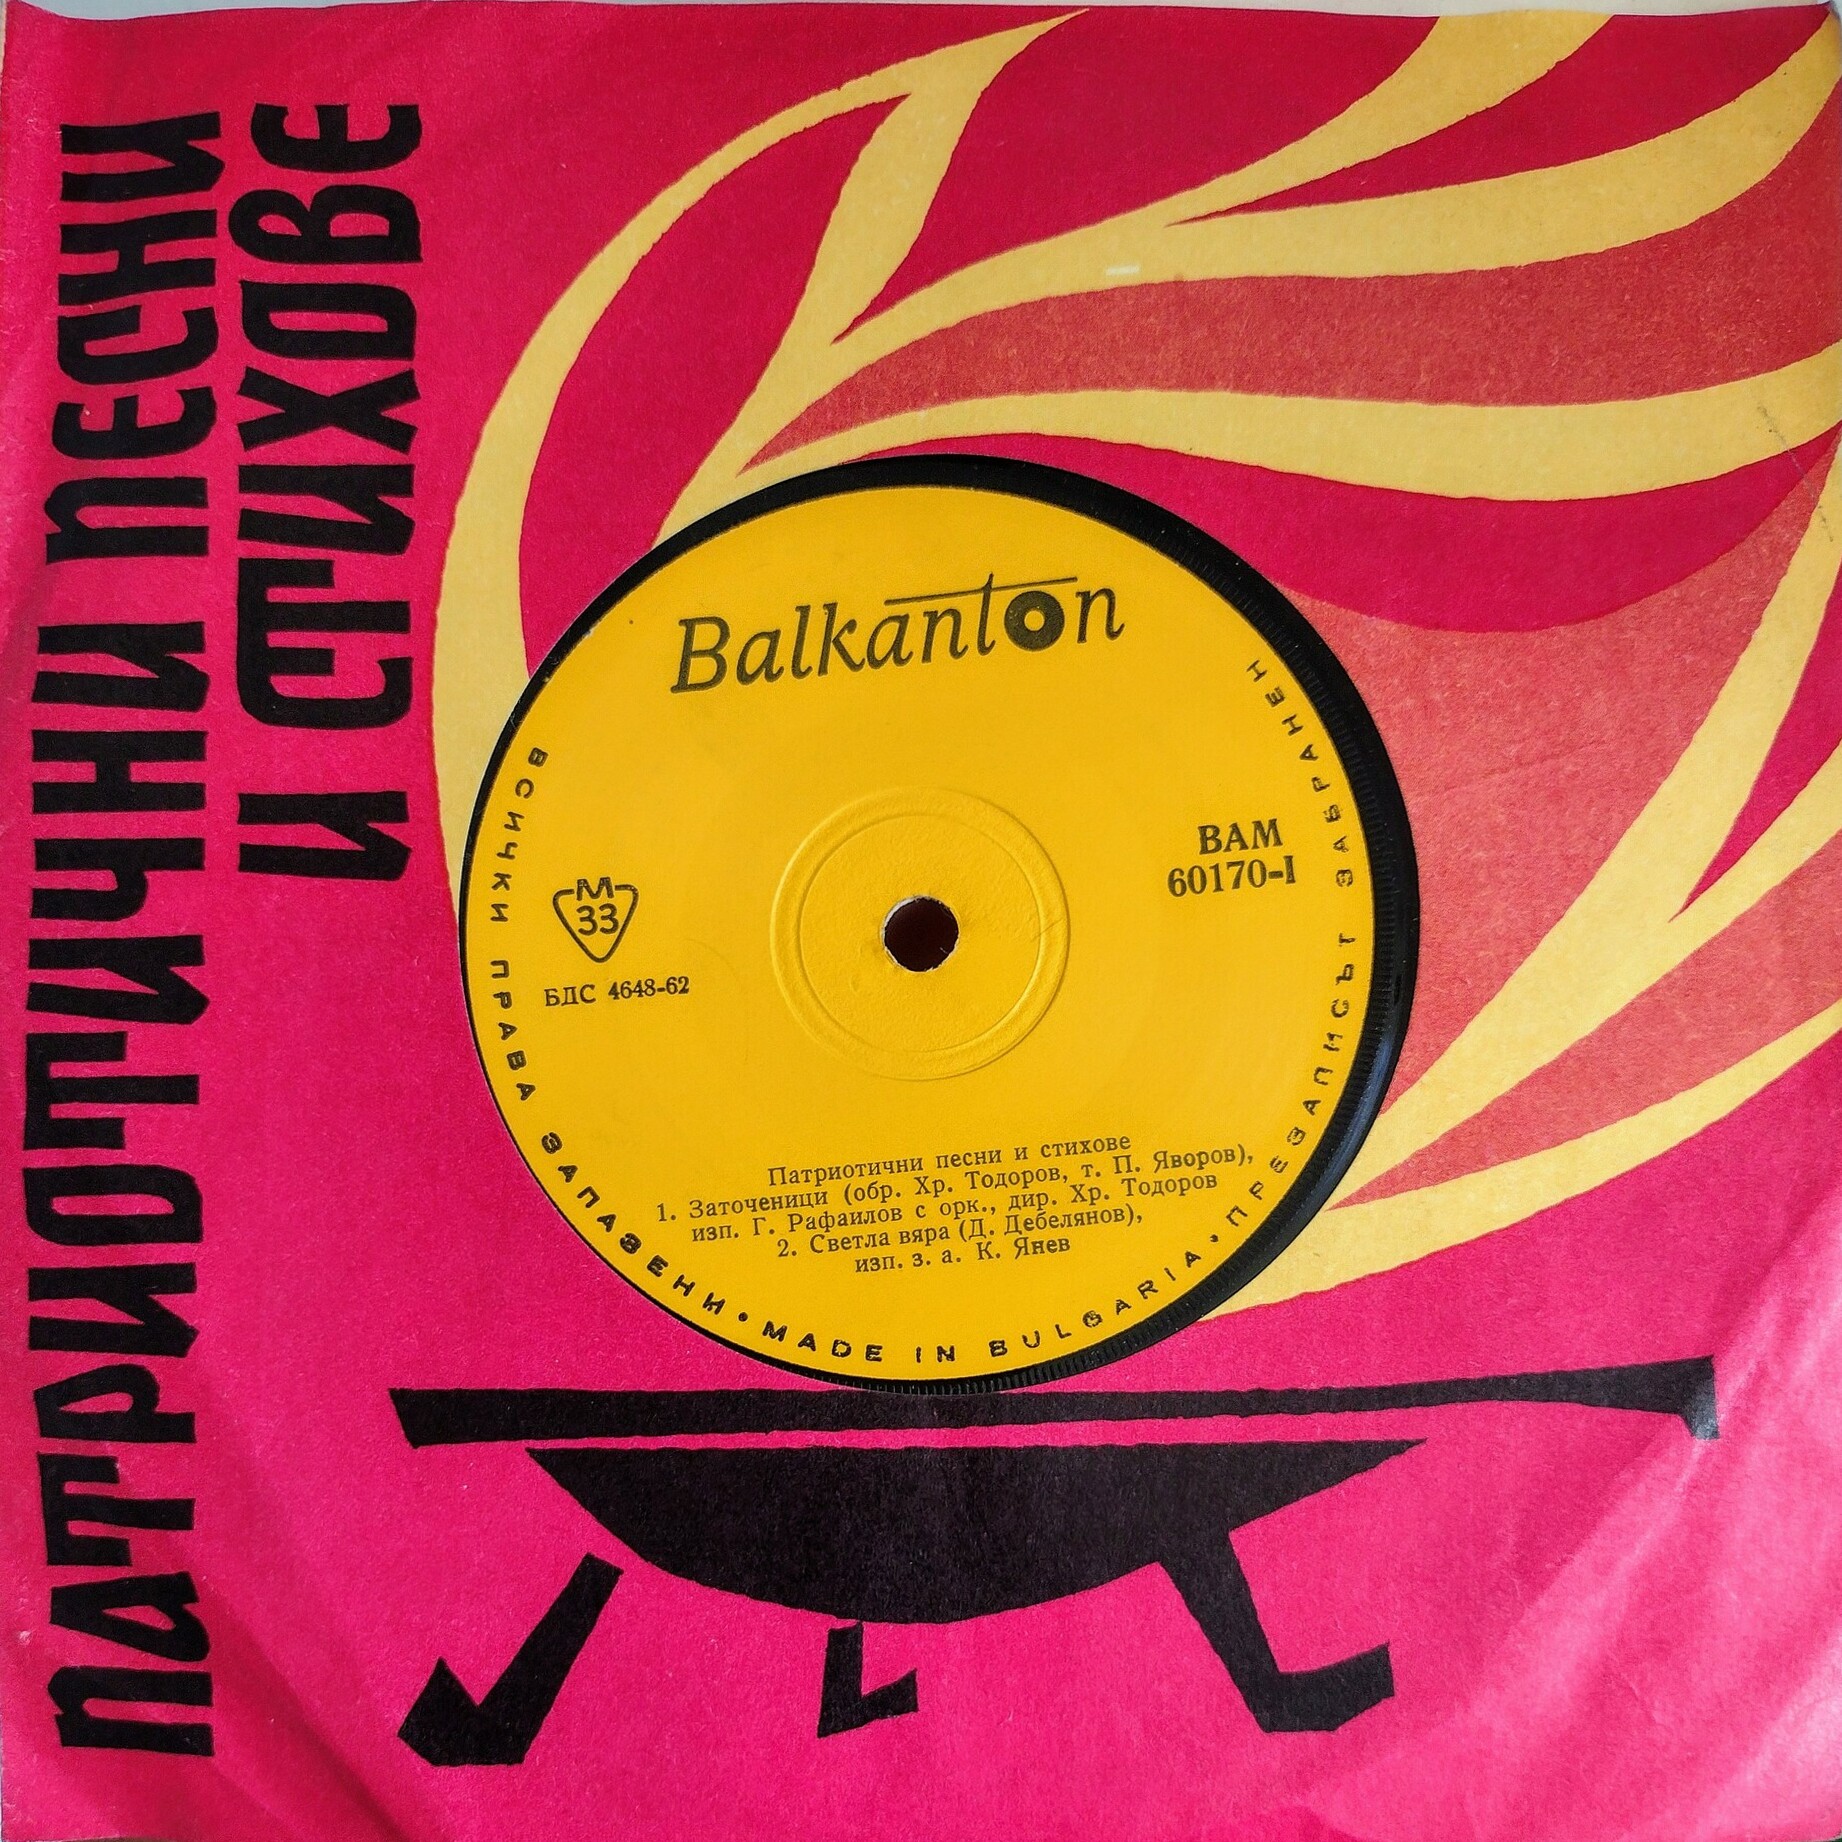 ПАТРИОТИЧНИ ПЕСНИ
И СТИХОВЕ
Balkanton
ВСИЧКИ ПРАВА ЗАПАЗЕНИ • MADE IN BULGARIA • ПРЕЗАПИСЪТ ЗАБРАНЕН
М
33
БДС 4648-62
ВАМ
60170-I
Патриотични песни и стихове
1. Заточеници (обр. Хр. Тодоров, т. П. Яворов),
изп. Г. Рафаилов с орк., дир. Хр. Тодоров
2. Светла вяра (Д. Дебелянов),
изп. з. а. К. Янев